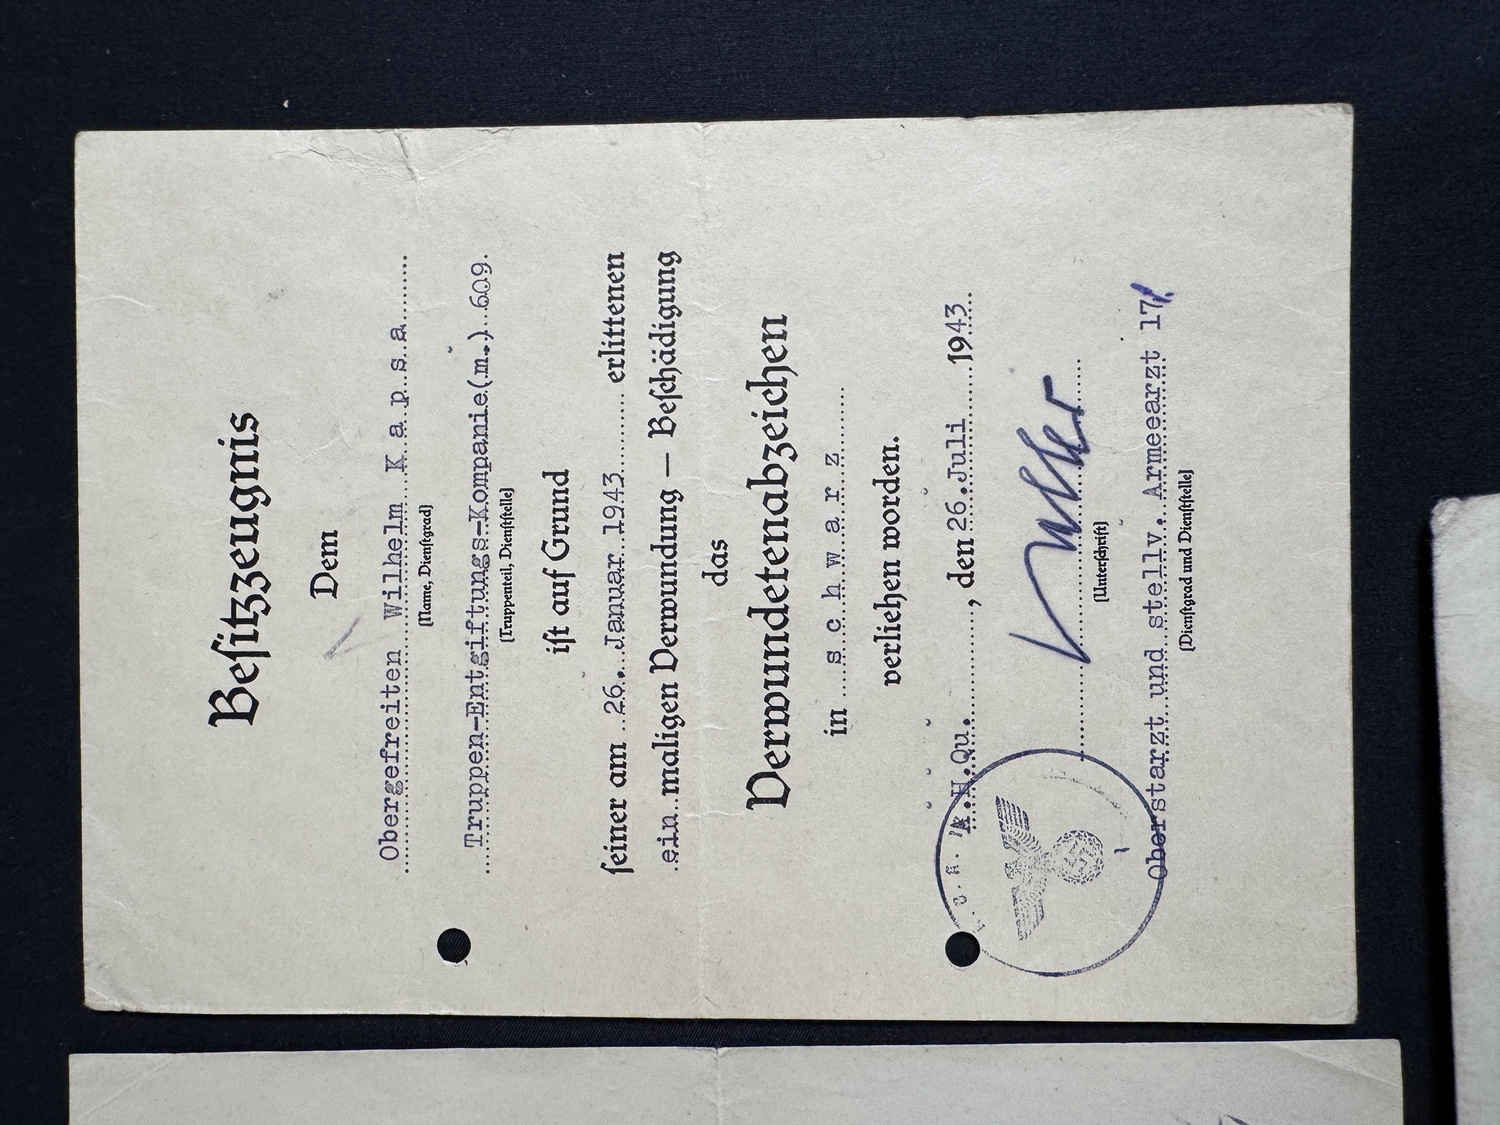 Besitzzeugnis
Dem
Obergefreiten Wilhelm K a p s a
(Name, Dienstgrad)
Truppen-Entgiftungs-Kompanie(m.) 609.
(Truppenteil, Dienststelle)
ist auf Grund
seiner am 26. Januar 1943 erlittenen
ein maligen Verwundung — Beschädigung
das
Verwundetenabzeichen
in s c h w a r z
verliehen worden.
A.H.Qu. , den 26.Juli 1943.
(Unterschrift)
Oberstarzt und stellv. Armeearzt 17.
(Dienstgrad und Dienststelle)